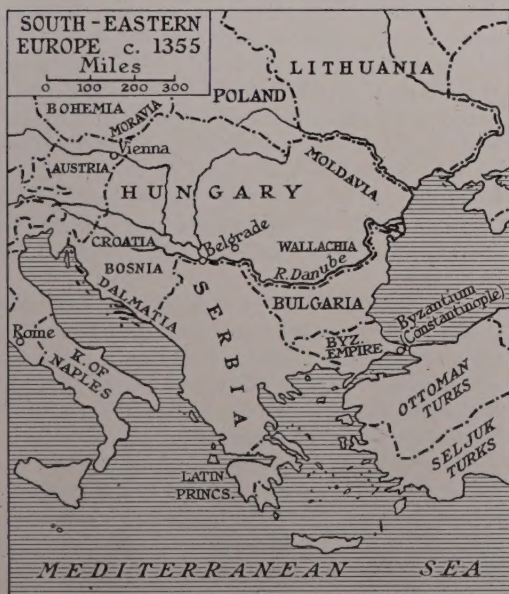 SOUTH-EASTERN
EUROPE c. 1355
Miles
0 100 200 300
LITHUANIA
POLAND
BOHEMIA
MORAVIA
Vienna
AUSTRIA
MOLDAVIA
HUNGARY
CROATIA
Belgrade
WALLACHIA
BOSNIA
R. Danube
DALMATIA
SERBIA
BULGARIA
Byzantium
(Constantinople)
BYZ.
EMPIRE
Rome
K. OF
NAPLES
OTTOMAN
TURKS
SELJUK
TURKS
LATIN
PRINCS.
MEDITERRANEAN SEA